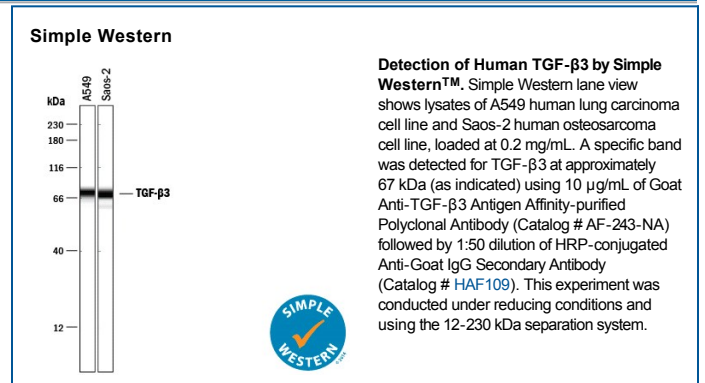 Simple Western
kDa
A549
Saos-2
230
180
116
66
40
12
TGF-β3
SIMPLE
WESTERN
Detection of Human TGF-β3 by Simple
Western™. Simple Western lane view
shows lysates of A549 human lung carcinoma
cell line and Saos-2 human osteosarcoma
cell line, loaded at 0.2 mg/mL. A specific band
was detected for TGF-β3 at approximately
67 kDa (as indicated) using 10 µg/mL of Goat
Anti-TGF-β3 Antigen Affinity-purified
Polyclonal Antibody (Catalog # AF-243-NA)
followed by 1:50 dilution of HRP-conjugated
Anti-Goat IgG Secondary Antibody
(Catalog # HAF109). This experiment was
conducted under reducing conditions and
using the 12-230 kDa separation system.